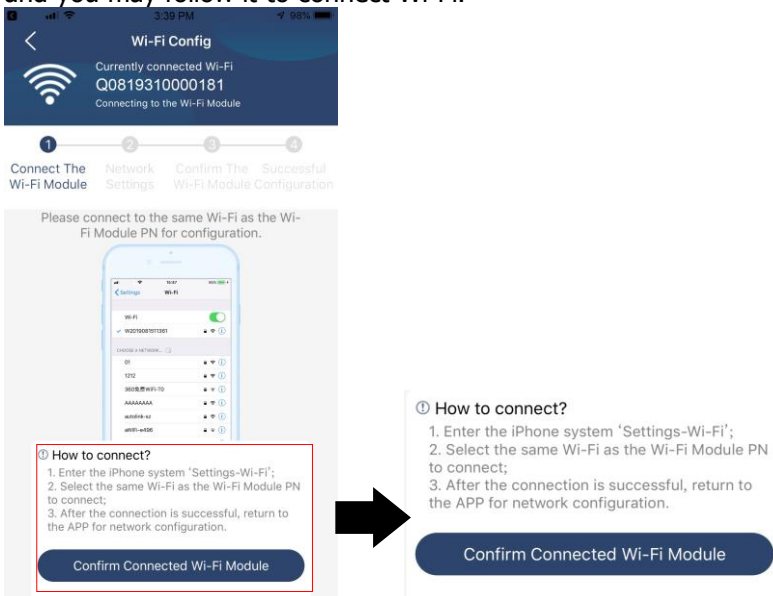 and you may follow it to connect Wi-Fi.
3:39 PM 98%
Wi-Fi Config
Currently connected Wi-Fi
Q0819310000181
Connecting to the Wi-Fi Module
1 2 3 4
Connect The Network Confirm The Successful
Wi-Fi Module Settings Wi-Fi Module Configuration
Please connect to the same Wi-Fi as the Wi-
Fi Module PN for configuration.
Settings Wi-Fi
Wi-Fi
CHOOSE A NETWORK...
01
1212
AAAAAAAA
autolink-sz
How to connect?
1. Enter the iPhone system ‘Settings-Wi-Fi’;
2. Select the same Wi-Fi as the Wi-Fi Module PN
to connect;
3. After the connection is successful, return to
the APP for network configuration.
Confirm Connected Wi-Fi Module
How to connect?
1. Enter the iPhone system ‘Settings-Wi-Fi’;
2. Select the same Wi-Fi as the Wi-Fi Module PN
to connect;
3. After the connection is successful, return to
the APP for network configuration.
Confirm Connected Wi-Fi Module